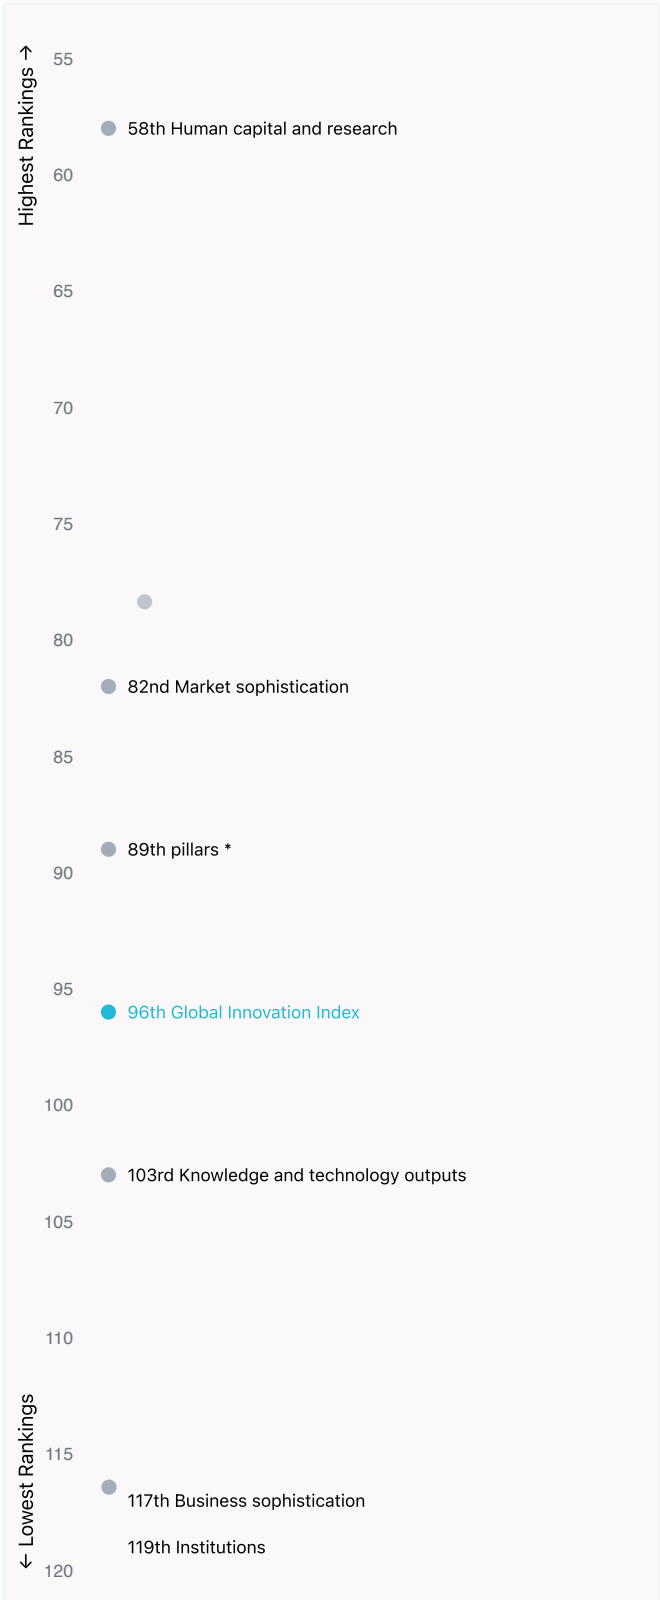 Highest Rankings →
55
58th Human capital and research
60
65
70
75
80
82nd Market sophistication
85
89th pillars *
90
95
96th Global Innovation Index
100
103rd Knowledge and technology outputs
105
110
← Lowest Rankings
115
117th Business sophistication
119th Institutions
120